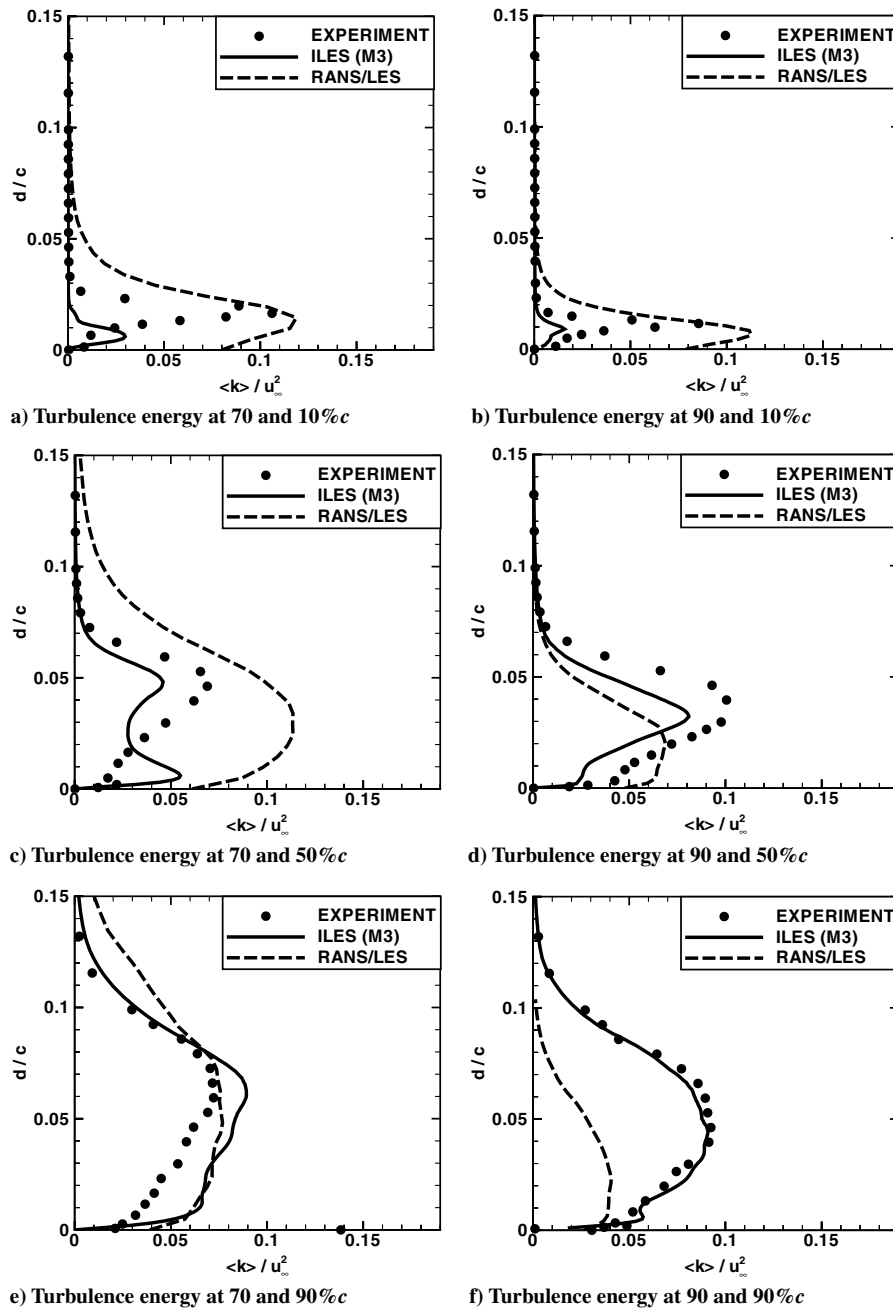 EXPERIMENT
ILES (M3)
RANS/LES
0.15
0.1
0.05
0
d / c
0 0.05 0.1 0.15
<k> / u²∞
a) Turbulence energy at 70 and 10%c
EXPERIMENT
ILES (M3)
RANS/LES
0.15
0.1
0.05
0
d / c
0 0.05 0.1 0.15
<k> / u²∞
b) Turbulence energy at 90 and 10%c
EXPERIMENT
ILES (M3)
RANS/LES
0.15
0.1
0.05
0
d / c
0 0.05 0.1 0.15
<k> / u²∞
c) Turbulence energy at 70 and 50%c
EXPERIMENT
ILES (M3)
RANS/LES
0.15
0.1
0.05
0
d / c
0 0.05 0.1 0.15
<k> / u²∞
d) Turbulence energy at 90 and 50%c
EXPERIMENT
ILES (M3)
RANS/LES
0.15
0.1
0.05
0
d / c
0 0.05 0.1 0.15
<k> / u²∞
e) Turbulence energy at 70 and 90%c
EXPERIMENT
ILES (M3)
RANS/LES
0.15
0.1
0.05
0
d / c
0 0.05 0.1 0.15
<k> / u²∞
f) Turbulence energy at 90 and 90%c